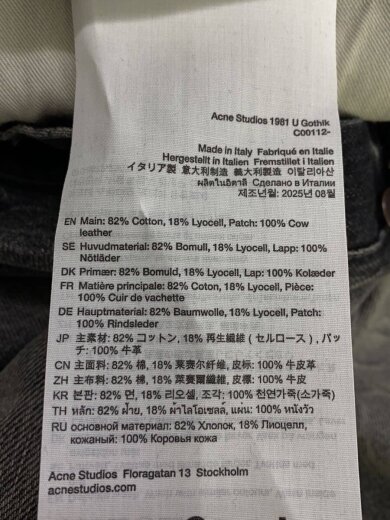 Acne Studios 1981 U Gothik
C00112-
Made in Italy Fabriqué en Italie
Hergestellt in Italien Fremstillet i Italien
イタリア製 意大利制造 義大利製造 이탈리아산
ผลิตในอิตาลี Сделано в Италии
제조년월: 2025년 08월
EN Main: 82% Cotton, 18% Lyocell, Patch: 100% Cow
leather
SE Huvudmaterial: 82% Bomull, 18% Lyocell, Lapp: 100%
Nötläder
DK Primær: 82% Bomuld, 18% Lyocell, Lap: 100% Kolæder
FR Matière principale: 82% Coton, 18% Lyocell, Pièce:
100% Cuir de vachette
DE Hauptmaterial: 82% Baumwolle, 18% Lyocell, Patch:
100% Rindsleder
JP 主素材: 82% コットン, 18% 再生繊維 ( セルロース ) , パッ
チ: 100% 牛革
CN 主面料: 82% 棉, 18% 莱赛尔纤维, 皮标: 100% 牛皮革
ZH 主布料: 82% 棉, 18% 萊賽爾纖維, 皮標: 100% 牛皮
KR 본판: 82% 면, 18% 리오셀, 조각: 100% 천연가죽(소가죽)
TH หลัก: 82% ฝ้าย, 18% ผ้าไลโอเซลล, แผน: 100% หนังวัว
RU основной материал: 82% Хлопок, 18% Лиоцелл,
кожаный: 100% Коровья кожа
Acne Studios Floragatan 13 Stockholm
acnestudios.com